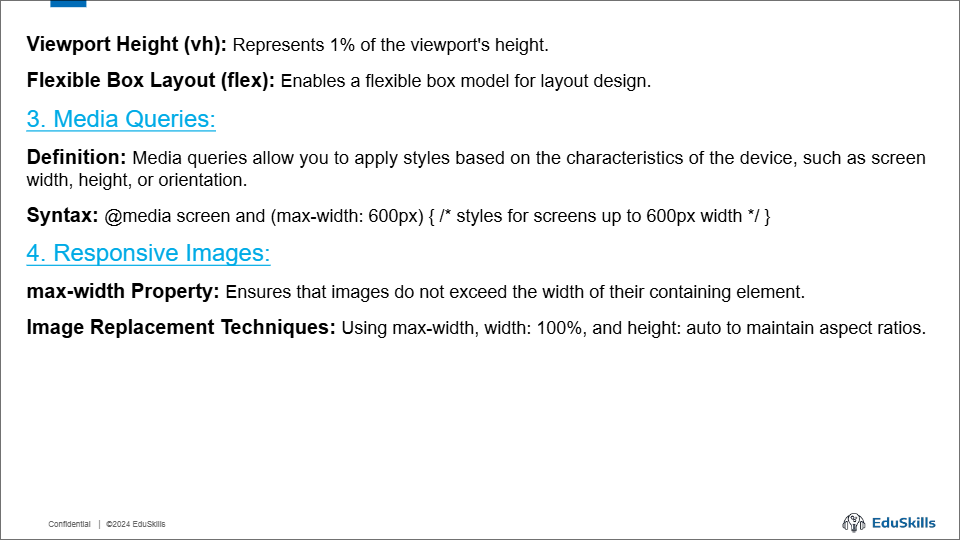 Viewport Height (vh): Represents 1% of the viewport's height.
Flexible Box Layout (flex): Enables a flexible box model for layout design.
3. Media Queries:
Definition: Media queries allow you to apply styles based on the characteristics of the device, such as screen
width, height, or orientation.
Syntax: @media screen and (max-width: 600px) { /* styles for screens up to 600px width */ }
4. Responsive Images:
max-width Property: Ensures that images do not exceed the width of their containing element.
Image Replacement Techniques: Using max-width, width: 100%, and height: auto to maintain aspect ratios.
Confidential | ©2024 EduSkills
EduSkills